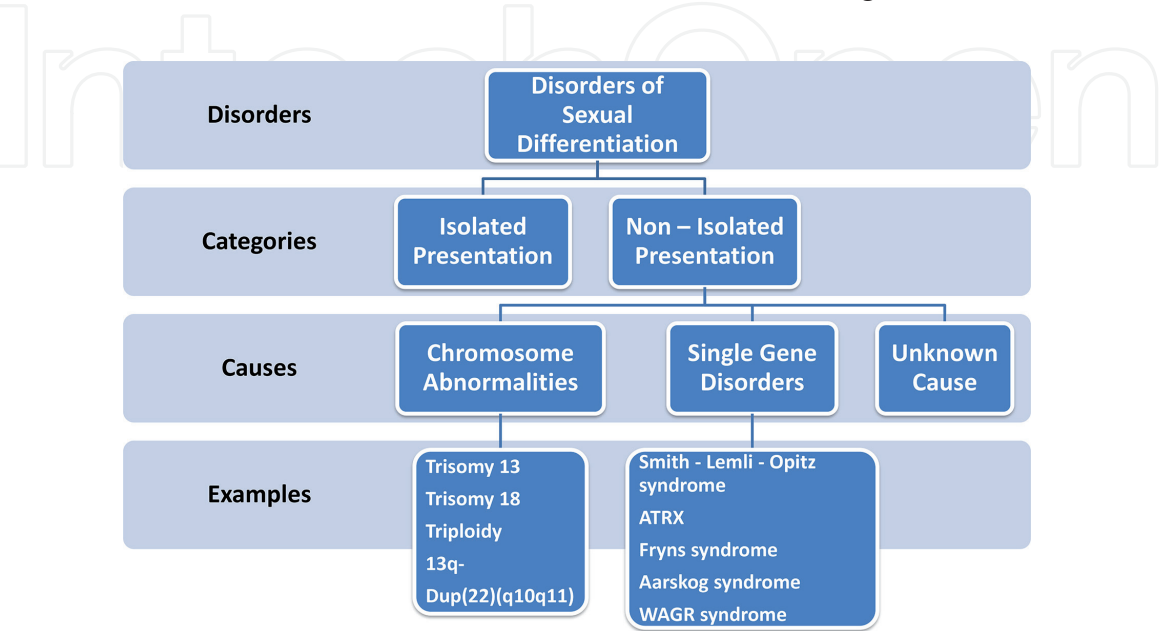 IntechOpen
Disorders
Disorders of
Sexual
Differentiation
Categories
Isolated
Presentation
Non – Isolated
Presentation
Causes
Chromosome
Abnormalities
Single Gene
Disorders
Unknown
Cause
Examples
Trisomy 13
Trisomy 18
Triploidy
13q-
Dup(22)(q10q11)
Smith - Lemli - Opitz
syndrome
ATRX
Fryns syndrome
Aarskog syndrome
WAGR syndrome